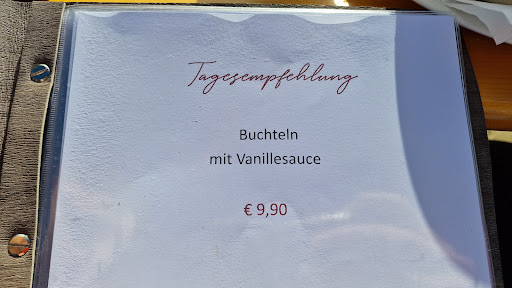 Tagesempfehlung
Buchteln
mit Vanillesauce
€ 9,90